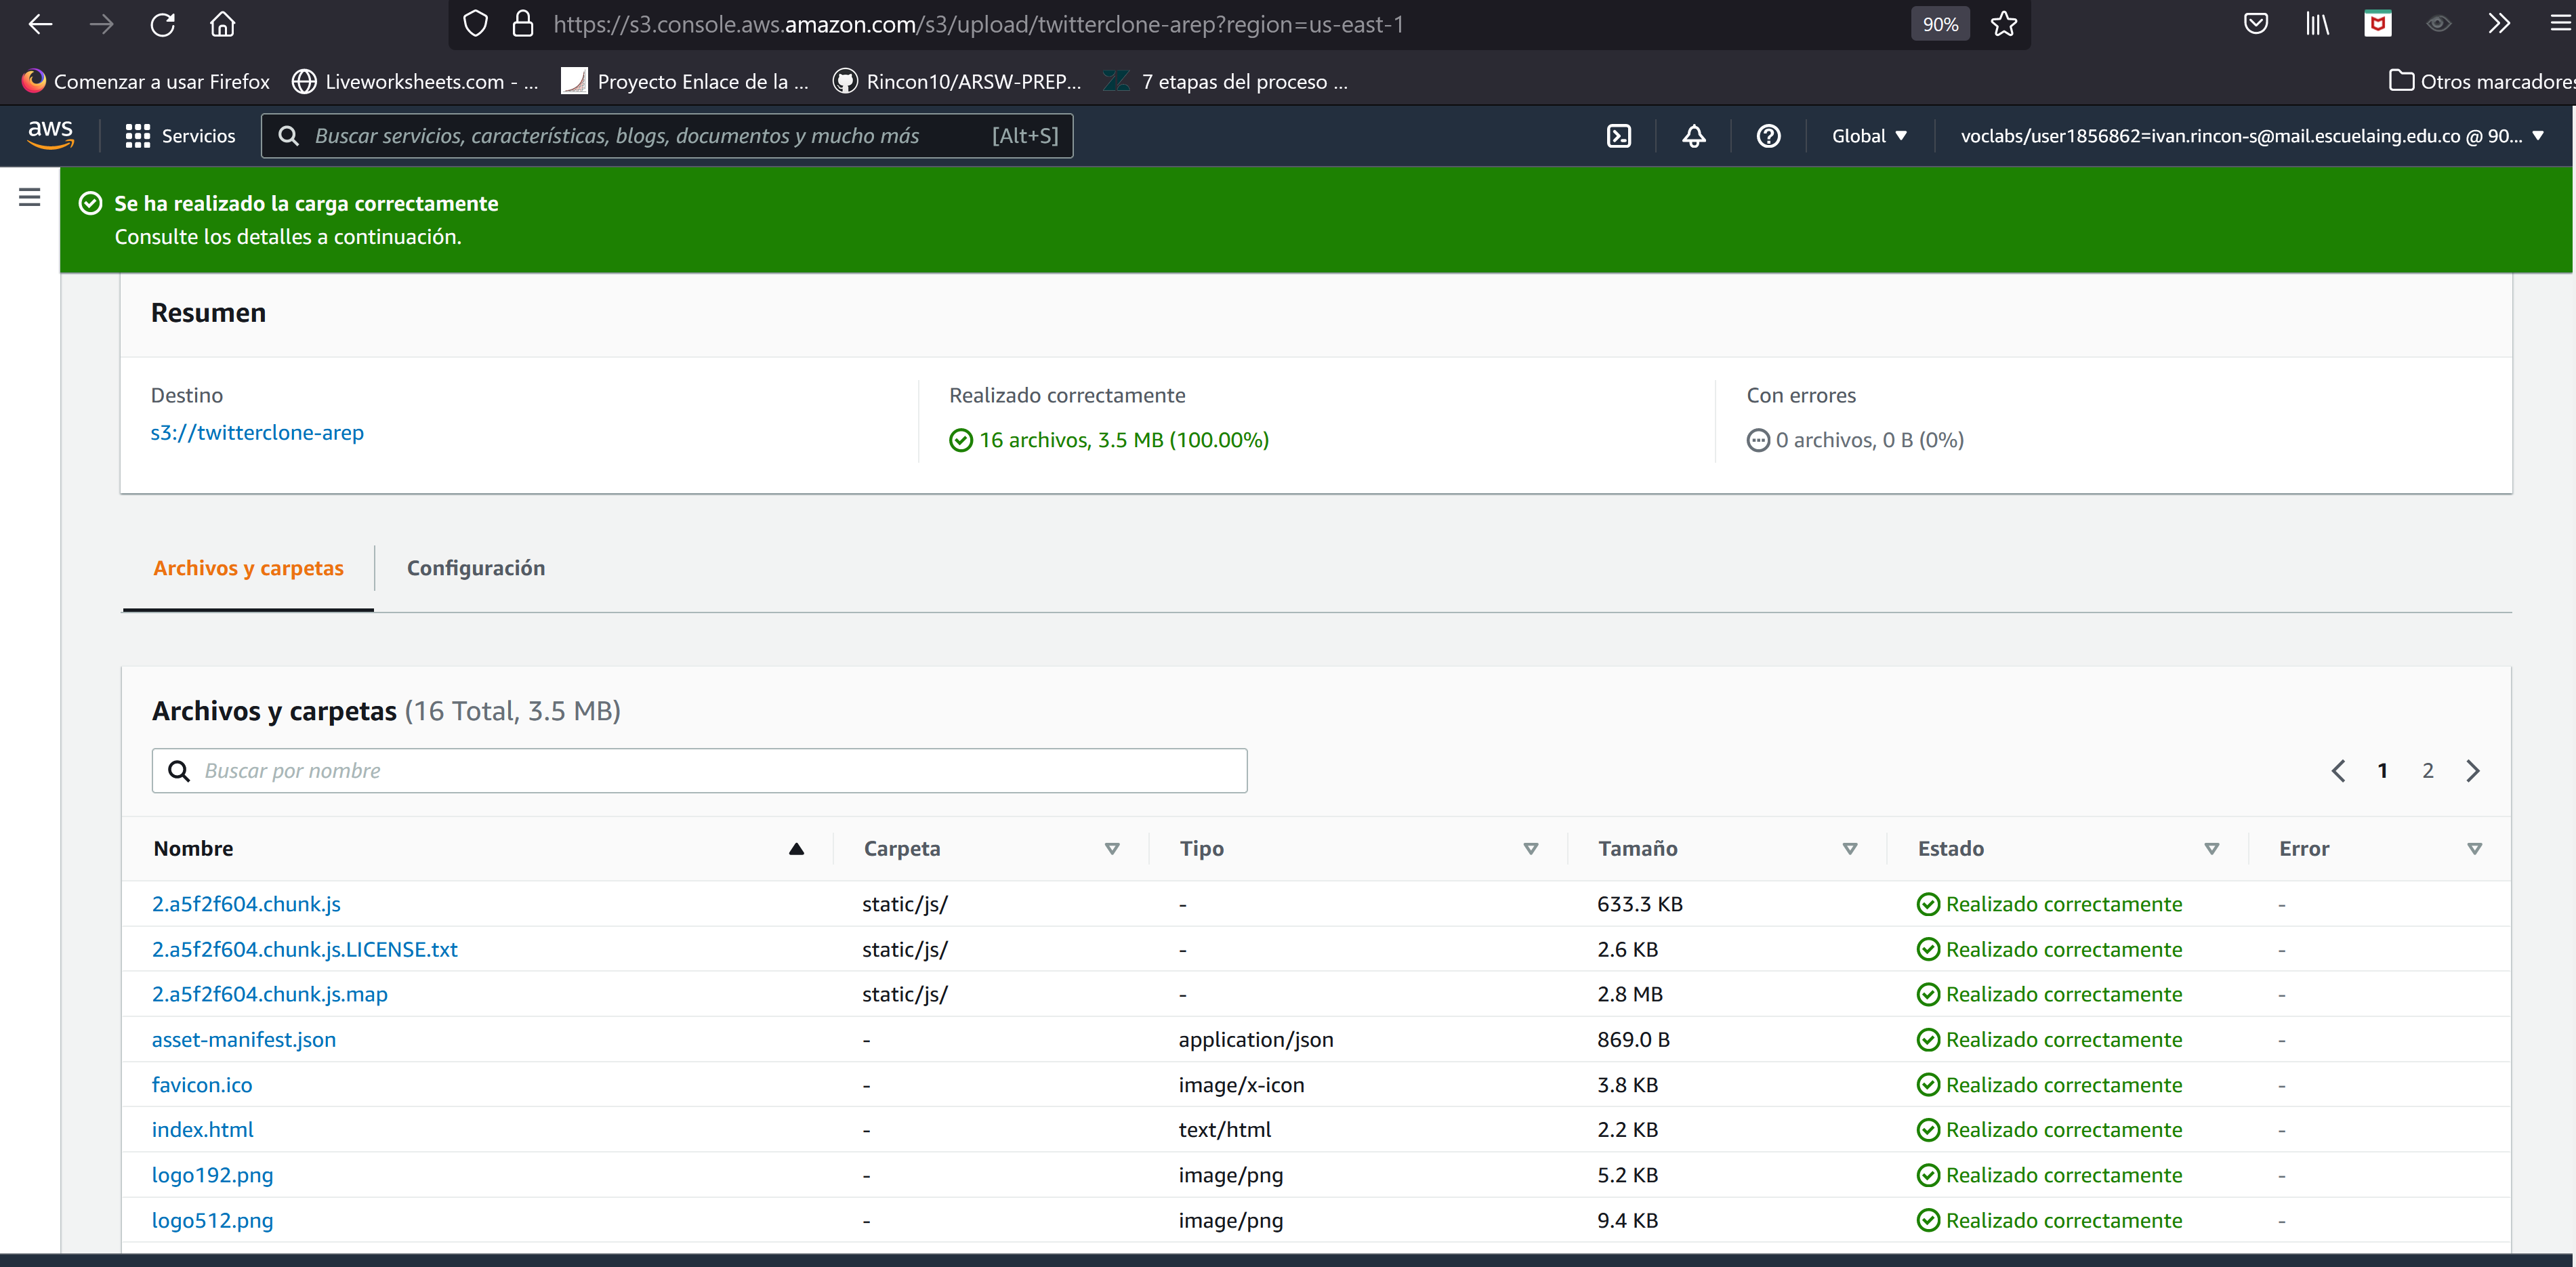 https://s3.console.aws.amazon.com/s3/upload/twitterclone-arep?region=us-east-1
90%
Comenzar a usar Firefox
Liveworksheets.com - ...
Proyecto Enlace de la ...
Rincon10/ARSW-PREP...
7 etapas del proceso ...
Otros marcadores
aws
Servicios
Buscar servicios, características, blogs, documentos y mucho más [Alt+S]
Global
voclabs/user1856862=ivan.rincon-s@mail.escuelaing.edu.co @ 90...
Se ha realizado la carga correctamente
Consulte los detalles a continuación.
Resumen
Destino Realizado correctamente Con errores
s3://twitterclone-arep 16 archivos, 3.5 MB (100.00%) 0 archivos, 0 B (0%)
Archivos y carpetas Configuración
Archivos y carpetas (16 Total, 3.5 MB)
Buscar por nombre 1 2
Nombre Carpeta Tipo Tamaño Estado Error
2.a5f2f604.chunk.js static/js/ - 633.3 KB Realizado correctamente -
2.a5f2f604.chunk.js.LICENSE.txt static/js/ - 2.6 KB Realizado correctamente -
2.a5f2f604.chunk.js.map static/js/ - 2.8 MB Realizado correctamente -
asset-manifest.json - application/json 869.0 B Realizado correctamente -
favicon.ico - image/x-icon 3.8 KB Realizado correctamente -
index.html - text/html 2.2 KB Realizado correctamente -
logo192.png - image/png 5.2 KB Realizado correctamente -
logo512.png - image/png 9.4 KB Realizado correctamente -